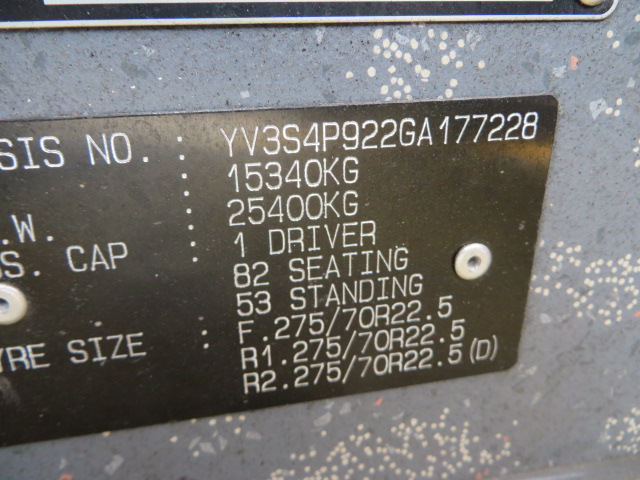 SIS NO. : YV3S4P922GA177228
: 15340KG
.W. : 25400KG
S. CAP : 1 DRIVER
82 SEATING
53 STANDING
YRE SIZE : F.275/70R22.5
R1.275/70R22.5
R2.275/70R22.5(D)